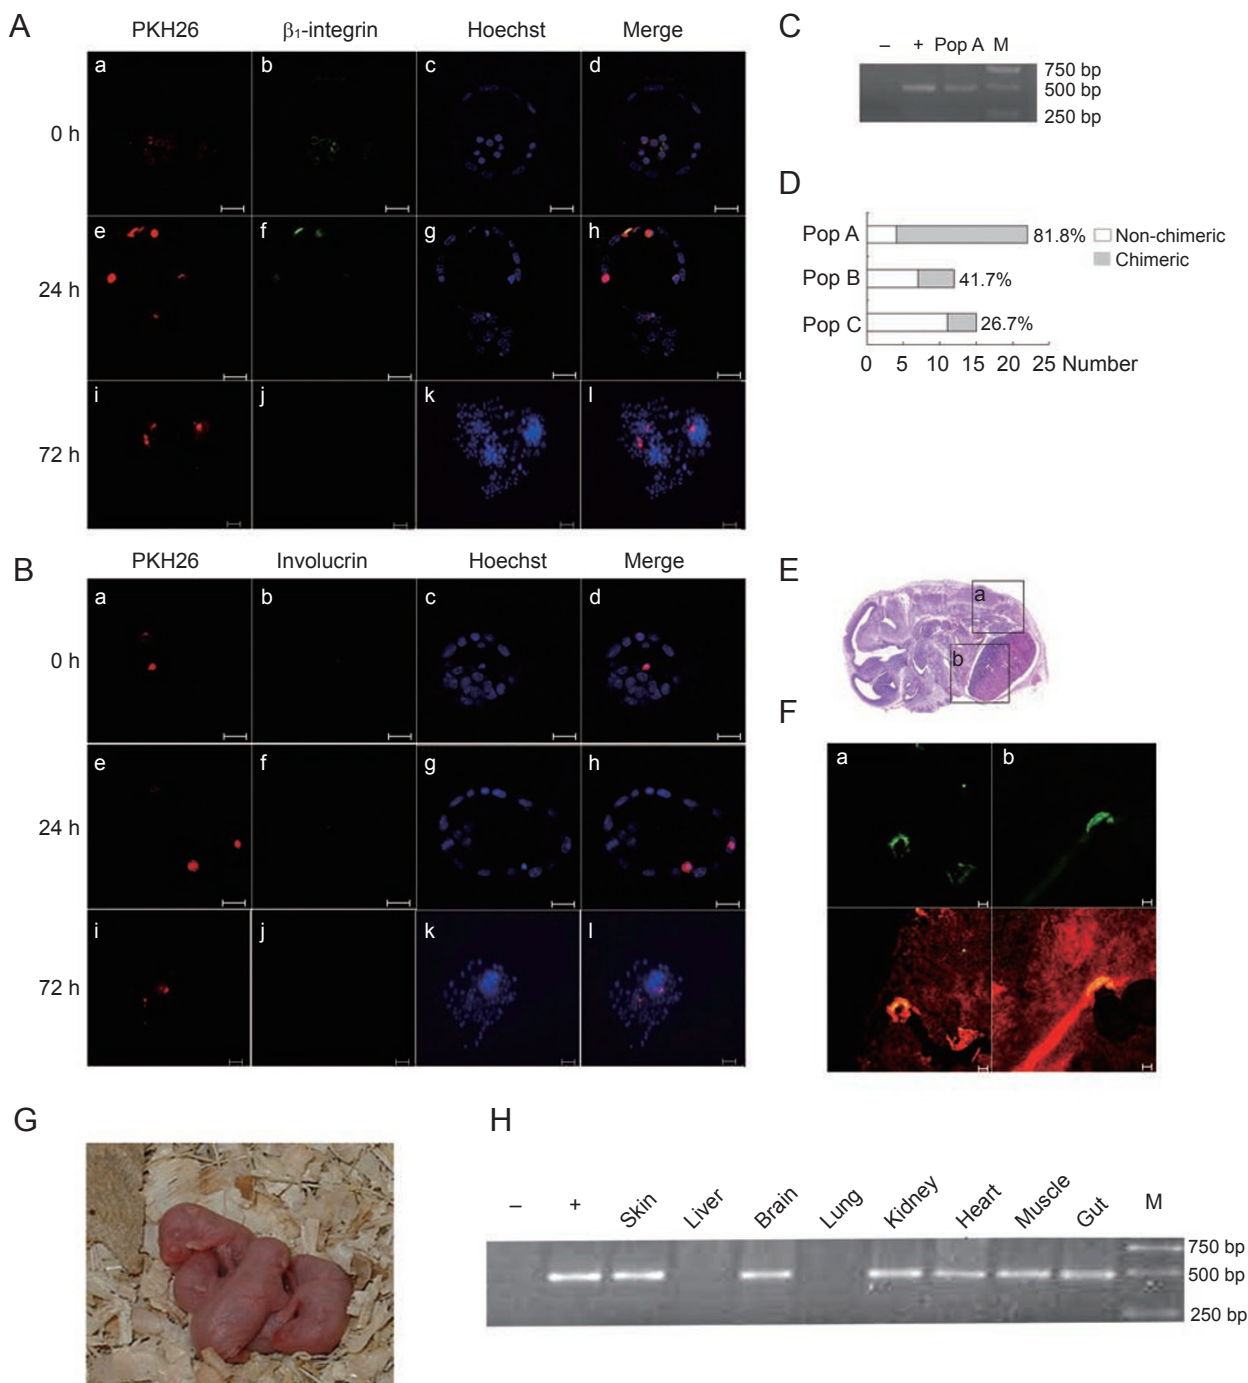 A
PKH26 β1-integrin Hoechst Merge
a b c d
0 h
e f g h
24 h
i j k l
72 h
B
PKH26 Involucrin Hoechst Merge
a b c d
0 h
e f g h
24 h
i j k l
72 h
C
– + Pop A M
750 bp
500 bp
250 bp
D
Pop A 81.8%
Pop B 41.7%
Pop C 26.7%
Non-chimeric
Chimeric
0 5 10 15 20 25 Number
E
a
b
F
a b
G
H
– + Skin Liver Brain Lung Kidney Heart Muscle Gut M
750 bp
500 bp
250 bp